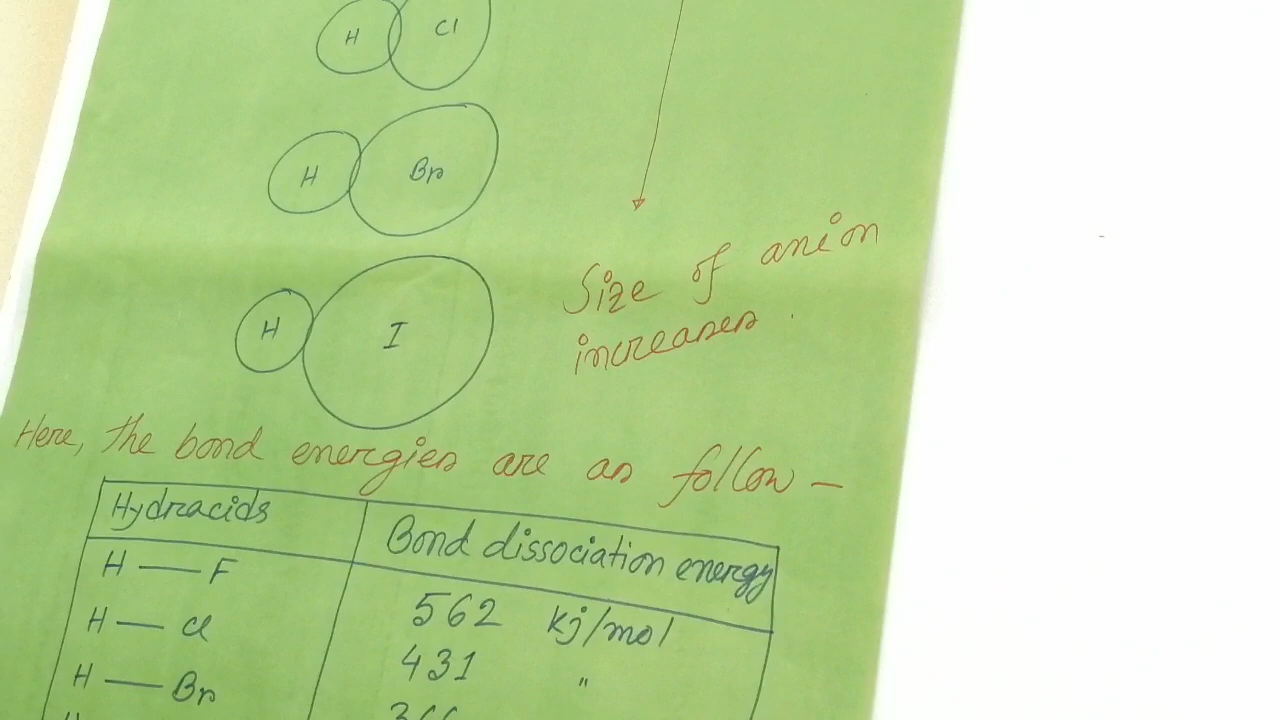 H Cl
H Br
H I
Size of anion
increases.
Here, the bond energies are as follow -
Hydracids Bond dissociation energy
H — F 562 kj/mol
H — Cl 431 "
H — Br 366
H